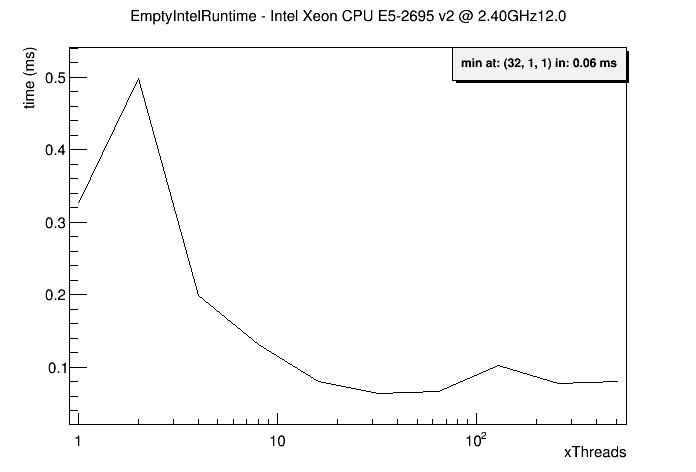 EmptyIntelRuntime - Intel Xeon CPU E5-2695 v2 @ 2.40GHz12.0
min at: (32, 1, 1) in: 0.06 ms
time (ms)
0.5
0.4
0.3
0.2
0.1
1 10 10²
xThreads